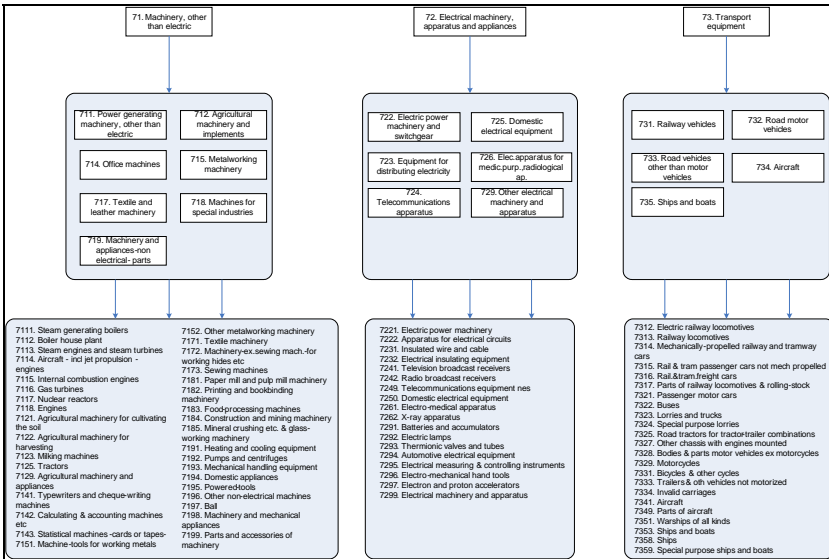 71. Machinery, other
than electric
72. Electrical machinery,
apparatus and appliances
73. Transport
equipment
711. Power generating
machinery, other than
electric
712. Agricultural
machinery and
implements
714. Office machines
715. Metalworking
machinery
717. Textile and
leather machinery
718. Machines for
special industries
719. Machinery and
appliances-non
electrical- parts
722. Electric power
machinery and
switchgear
725. Domestic
electrical equipment
723. Equipment for
distributing electricity
726. Elec.apparatus for
medic.purp.,radiological
ap.
724.
Telecommunications
apparatus
729. Other electrical
machinery and
apparatus
731. Railway vehicles
732. Road motor
vehicles
733. Road vehicles
other than motor
vehicles
734. Aircraft
735. Ships and boats
7111. Steam generating boilers
7112. Boiler house plant
7113. Steam engines and steam turbines
7114. Aircraft - incl jet propulsion -
engines
7115. Internal combustion engines
7116. Gas turbines
7117. Nuclear reactors
7118. Engines
7121. Agricultural machinery for cultivating
the soil
7122. Agricultural machinery for
harvesting
7123. Milking machines
7125. Tractors
7129. Agricultural machinery and
appliances
7141. Typewriters and cheque-writing
machines
7142. Calculating & accounting machines
etc
7143. Statistical machines -cards or tapes-
7151. Machine-tools for working metals
7152. Other metalworking machinery
7171. Textile machinery
7172. Machinery-ex.sewing mach.-for
working hides etc
7173. Sewing machines
7181. Paper mill and pulp mill machinery
7182. Printing and bookbinding
machinery
7183. Food-processing machines
7184. Construction and mining machinery
7185. Mineral crushing etc. & glass-
working machinery
7191. Heating and cooling equipment
7192. Pumps and centrifuges
7193. Mechanical handling equipment
7194. Domestic appliances
7195. Powered-tools
7196. Other non-electrical machines
7197. Ball
7198. Machinery and mechanical
appliances
7199. Parts and accessories of
machinery
7221. Electric power machinery
7222. Apparatus for electrical circuits
7231. Insulated wire and cable
7232. Electrical insulating equipment
7241. Television broadcast receivers
7242. Radio broadcast receivers
7249. Telecommunications equipment nes
7250. Domestic electrical equipment
7261. Electro-medical apparatus
7262. X-ray apparatus
7291. Batteries and accumulators
7292. Electric lamps
7293. Thermionic valves and tubes
7294. Automotive electrical equipment
7295. Electrical measuring & controlling instruments
7296. Electro-mechanical hand tools
7297. Electron and proton accelerators
7299. Electrical machinery and apparatus
7312. Electric railway locomotives
7313. Railway locomotives
7314. Mechanically-propelled railway and tramway
cars
7315. Rail & tram passenger cars not mech propelled
7316. Rail.&tram.freight cars
7317. Parts of railway locomotives & rolling-stock
7321. Passenger motor cars
7322. Buses
7323. Lorries and trucks
7324. Special purpose lorries
7325. Road tractors for tractor-trailer combinations
7327. Other chassis with engines mounted
7328. Bodies & parts motor vehicles ex motorcycles
7329. Motorcycles
7331. Bicycles & other cycles
7333. Trailers & oth vehicles not motorized
7334. Invalid carriages
7341. Aircraft
7349. Parts of aircraft
7351. Warships of all kinds
7353. Ships and boats
7358. Ships
7359. Special purpose ships and boats